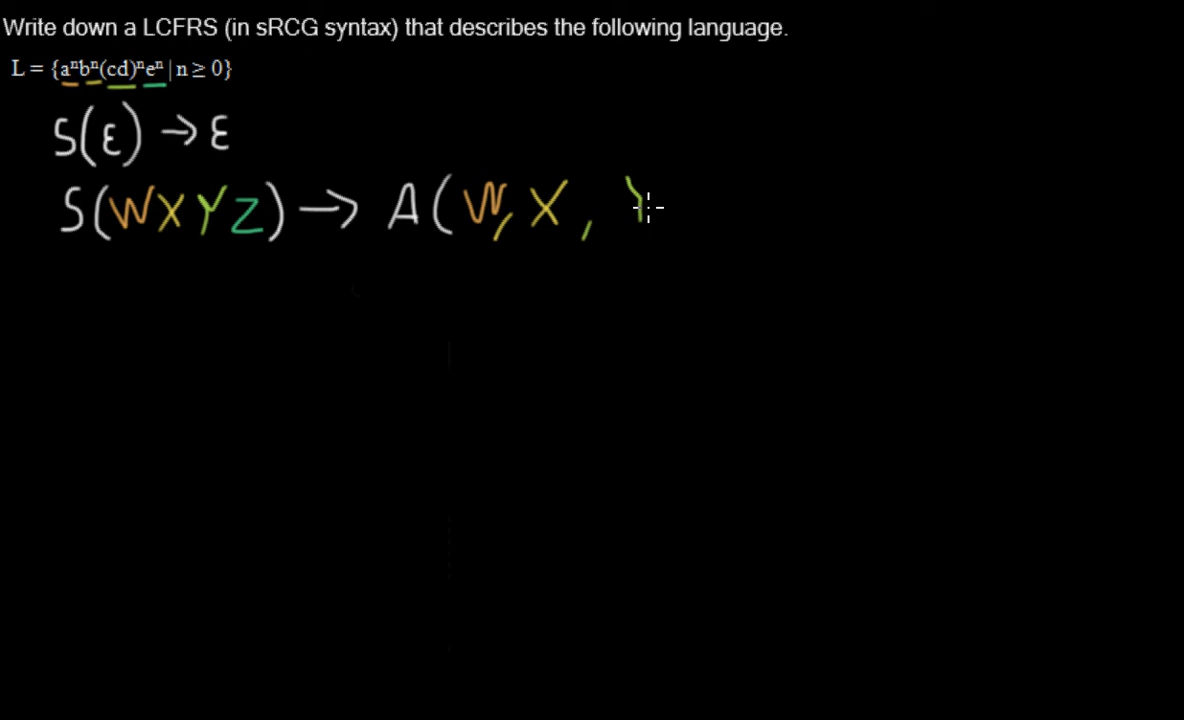 Write down a LCFRS (in sRCG syntax) that describes the following language.
L = {aⁿbⁿ(cd)ⁿeⁿ | n ≥ 0}
S(ε) → ε
S(WXYZ) → A(W, X, Y